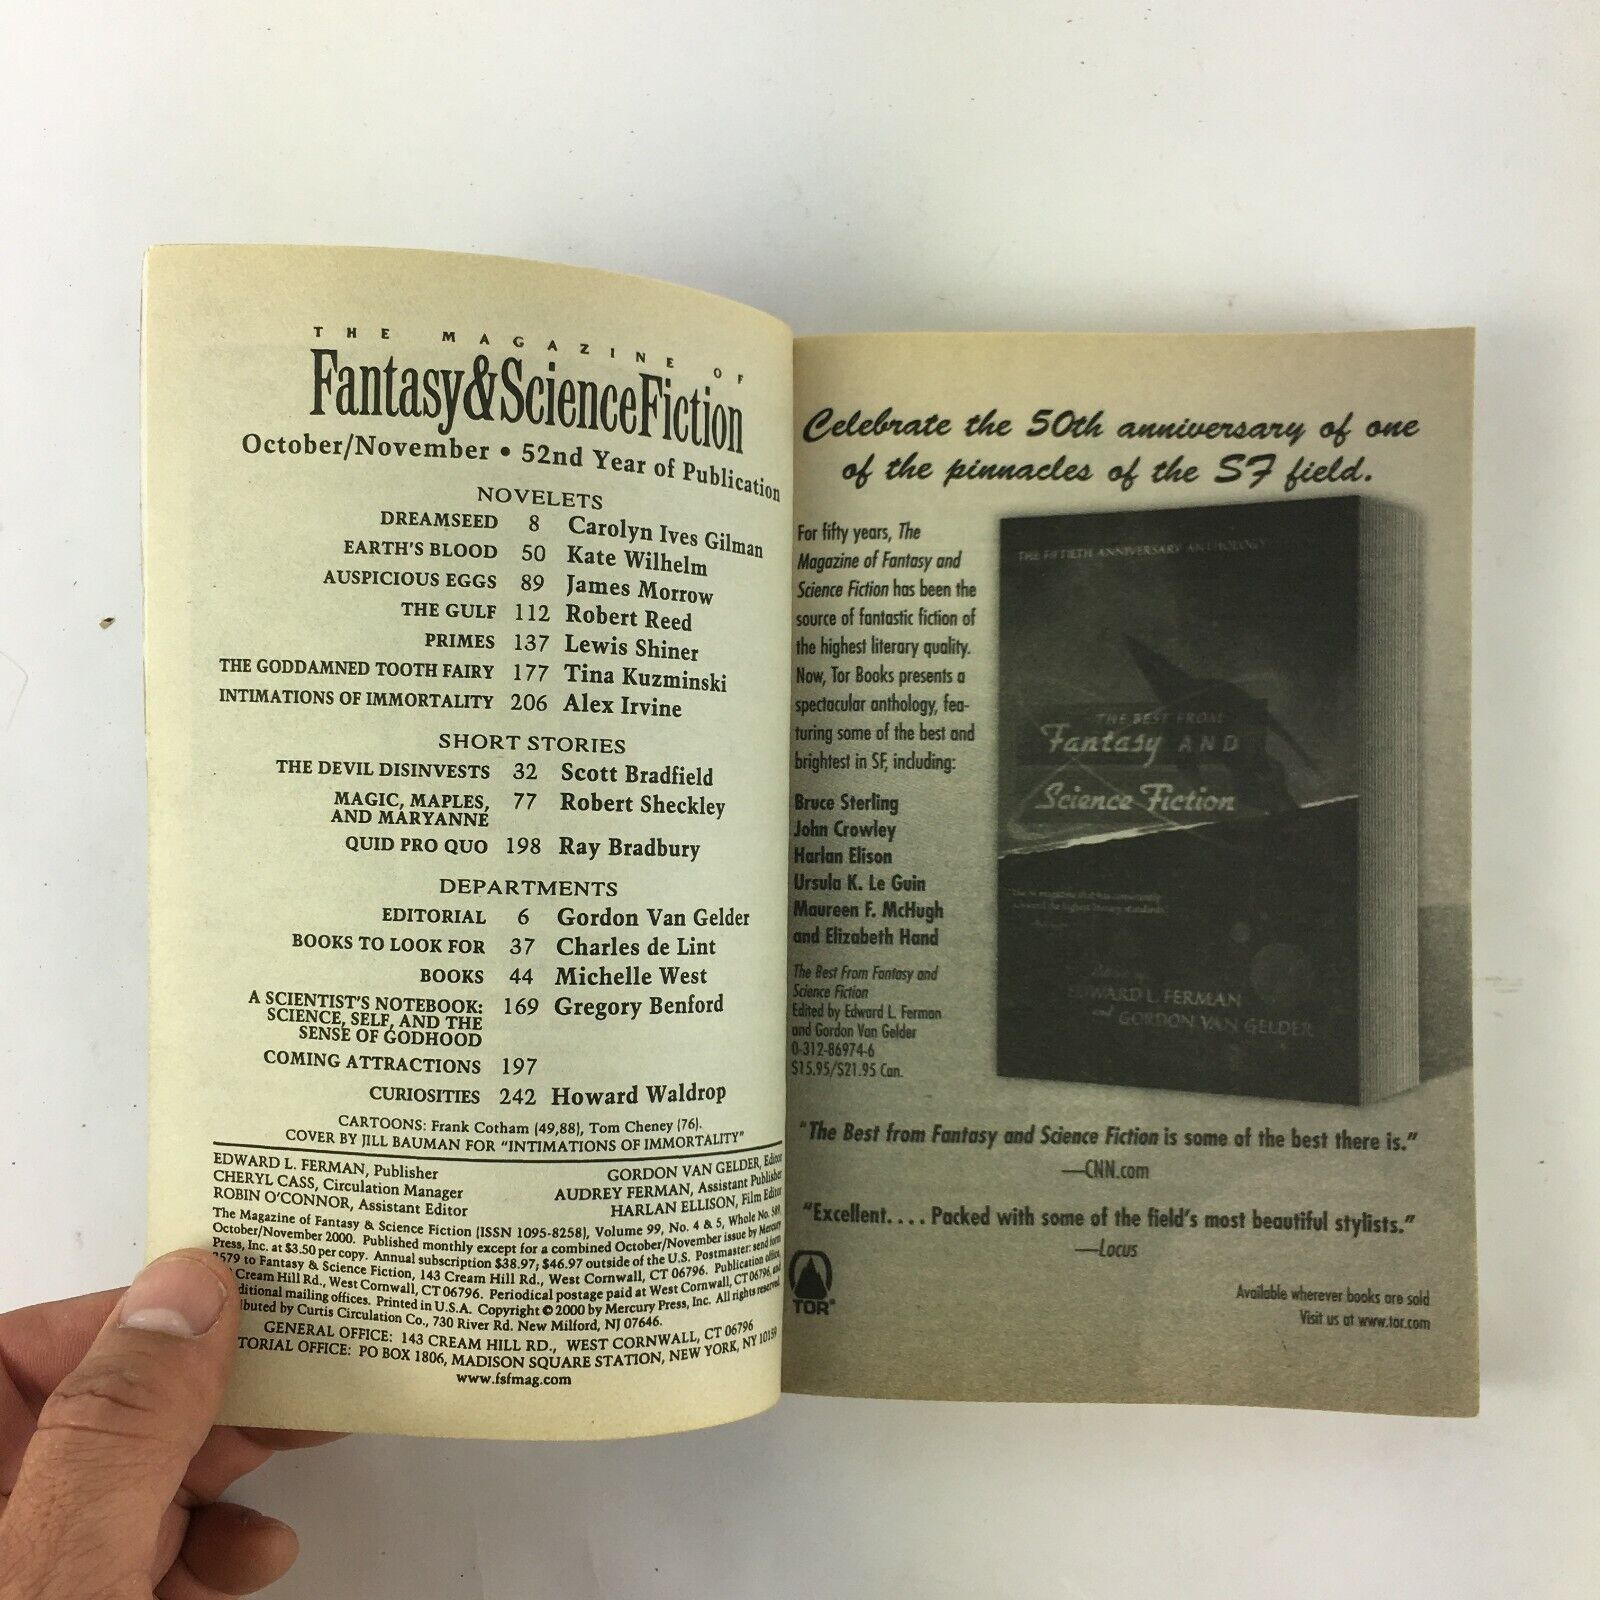 THE MAGAZINE OF
Fantasy&ScienceFiction
October/November • 52nd Year of Publication
NOVELETS
DREAMSEED 8 Carolyn Ives Gilman
EARTH'S BLOOD 50 Kate Wilhelm
AUSPICIOUS EGGS 89 James Morrow
THE GULF 112 Robert Reed
PRIMES 137 Lewis Shiner
THE GODDAMNED TOOTH FAIRY 177 Tina Kuzminski
INTIMATIONS OF IMMORTALITY 206 Alex Irvine
SHORT STORIES
THE DEVIL DISINVESTS 32 Scott Bradfield
MAGIC, MAPLES, 77 Robert Sheckley
AND MARYANNE
QUID PRO QUO 198 Ray Bradbury
DEPARTMENTS
EDITORIAL 6 Gordon Van Gelder
BOOKS TO LOOK FOR 37 Charles de Lint
BOOKS 44 Michelle West
A SCIENTIST'S NOTEBOOK: 169 Gregory Benford
SCIENCE, SELF, AND THE
SENSE OF GODHOOD
COMING ATTRACTIONS 197
CURIOSITIES 242 Howard Waldrop
CARTOONS: Frank Cotham (49,88), Tom Cheney (76).
COVER BY JILL BAUMAN FOR "INTIMATIONS OF IMMORTALITY"
EDWARD L. FERMAN, Publisher GORDON VAN GELDER, Editor
CHERYL CASS, Circulation Manager AUDREY FERMAN, Assistant Publisher
ROBIN O'CONNOR, Assistant Editor HARLAN ELLISON, Film Editor
The Magazine of Fantasy & Science Fiction (ISSN 1095-8258), Volume 99, No. 4 & 5, Whole No. 589,
October/November 2000. Published monthly except for a combined October/November issue by Mercury
Press, Inc. at $3.50 per copy. Annual subscription $38.97; $46.97 outside of the U.S. Postmaster: send form
3579 to Fantasy & Science Fiction, 143 Cream Hill Rd., West Cornwall, CT 06796. Publication office,
Cream Hill Rd., West Cornwall, CT 06796. Periodical postage paid at West Cornwall, CT 06796, and
ditional mailing offices. Printed in U.S.A. Copyright © 2000 by Mercury Press, Inc. All rights reserved.
ibuted by Curtis Circulation Co., 730 River Rd. New Milford, NJ 07646.
GENERAL OFFICE: 143 CREAM HILL RD., WEST CORNWALL, CT 06796
TORIAL OFFICE: PO BOX 1806, MADISON SQUARE STATION, NEW YORK, NY 10159
www.fsfmag.com
Celebrate the 50th anniversary of one
of the pinnacles of the SF field.
For fifty years, The
Magazine of Fantasy and
Science Fiction has been the
source of fantastic fiction of
the highest literary quality.
Now, Tor Books presents a
spectacular anthology, fea-
turing some of the best and
brightest in SF, including:
Bruce Sterling
John Crowley
Harlan Elison
Ursula K. Le Guin
Maureen F. McHugh
and Elizabeth Hand
The Best From Fantasy and
Science Fiction
Edited by Edward L. Ferman
and Gordon Van Gelder
0-312-86974-6
$15.95/$21.95 Can.
THE FIFTIETH ANNIVERSARY ANTHOLOGY
THE BEST FROM
Fantasy AND
Science Fiction
EDWARD L. FERMAN
and GORDON VAN GELDER
"The Best from Fantasy and Science Fiction is some of the best there is."
—CNN.com
"Excellent.... Packed with some of the field's most beautiful stylists."
—Locus
TOR®
Available wherever books are sold
Visit us at www.tor.com